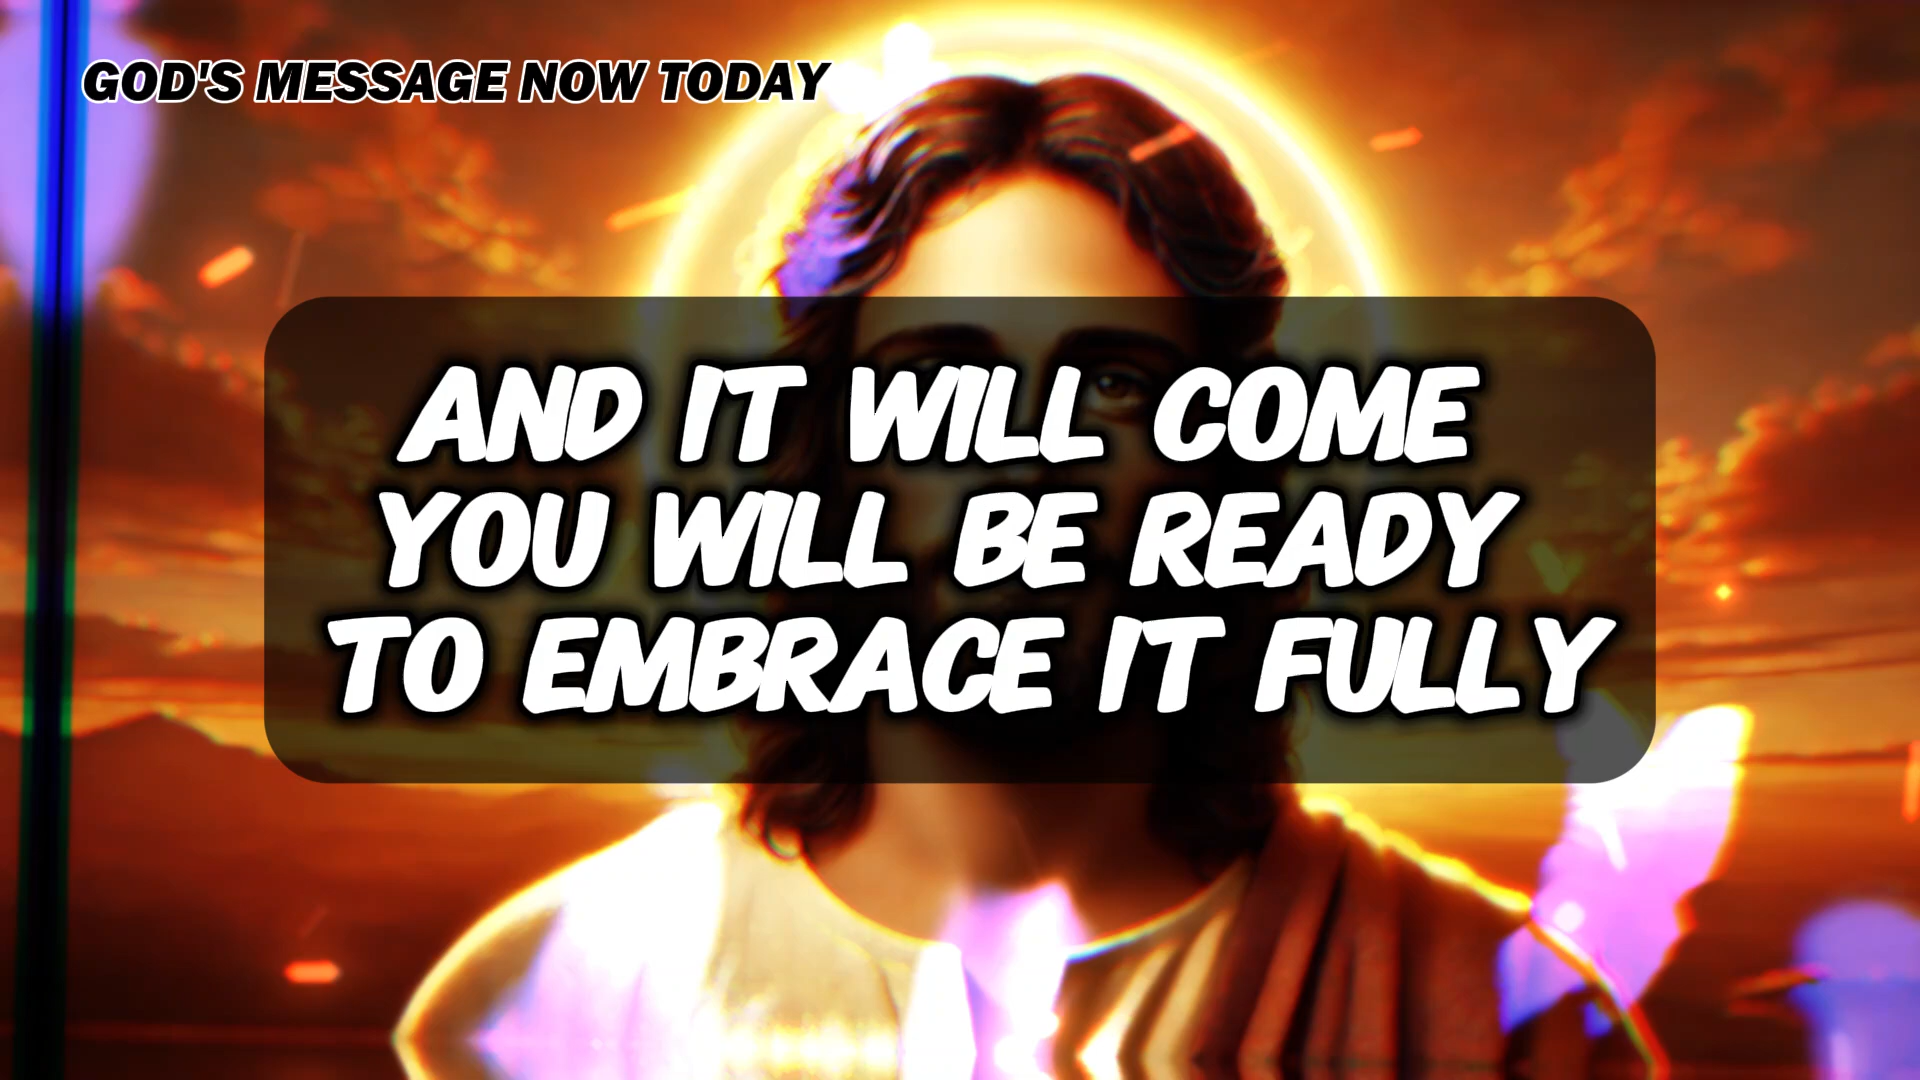 GOD'S MESSAGE NOW TODAY
AND IT WILL COME
YOU WILL BE READY
TO EMBRACE IT FULLY